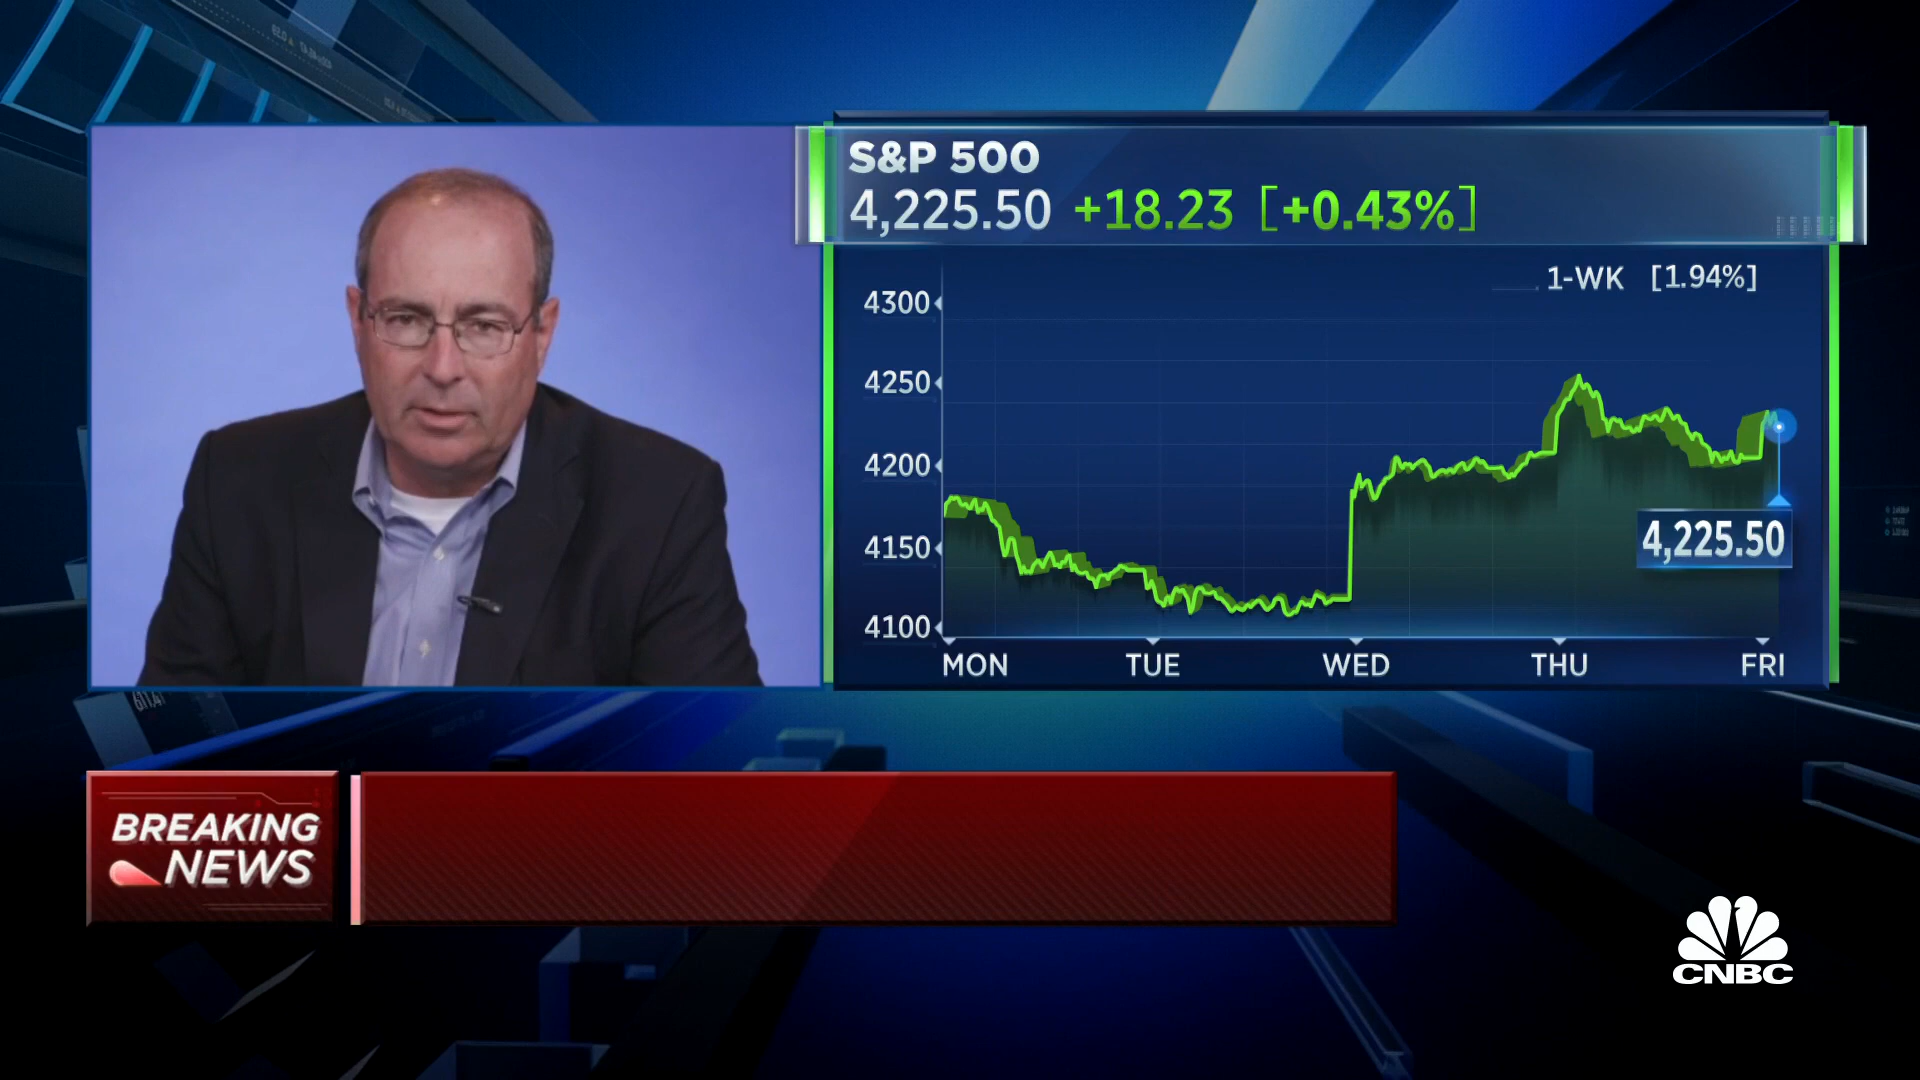 S&P 500
4,225.50 +18.23 [+0.43%]
1-WK [1.94%]
4300
4250
4200
4150
4100
4,225.50
MON TUE WED THU FRI
BREAKING
NEWS
CNBC